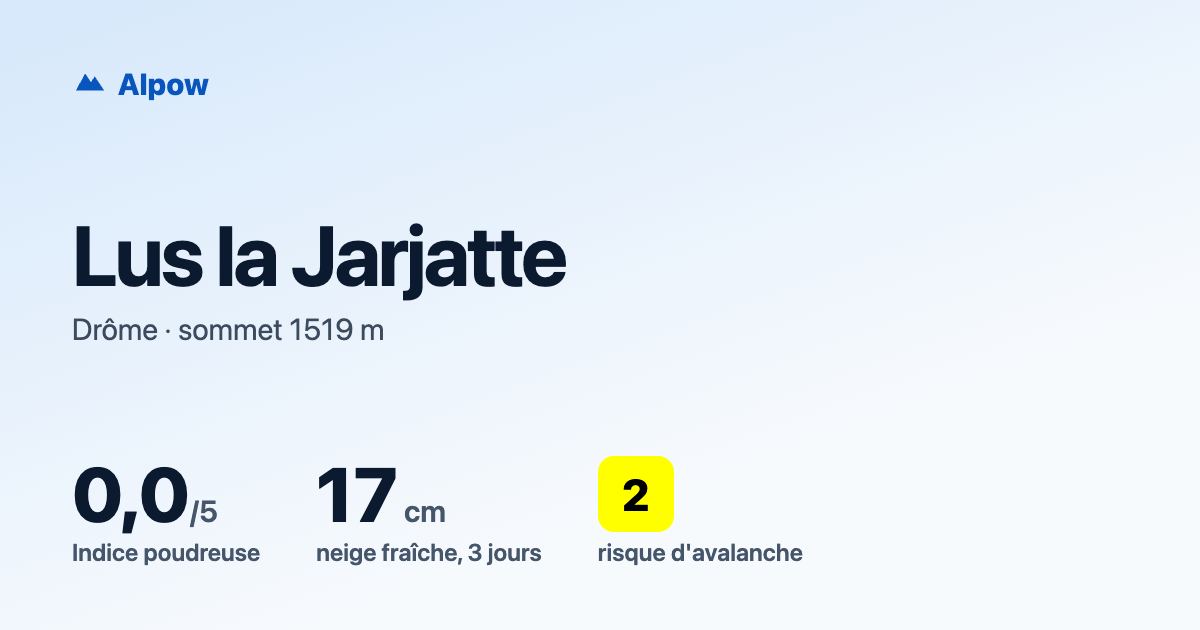 Alpow
Lus la Jarjatte
Drôme · sommet 1519 m
0,0/5
Indice poudreuse
17 cm
neige fraîche, 3 jours
2
risque d'avalanche